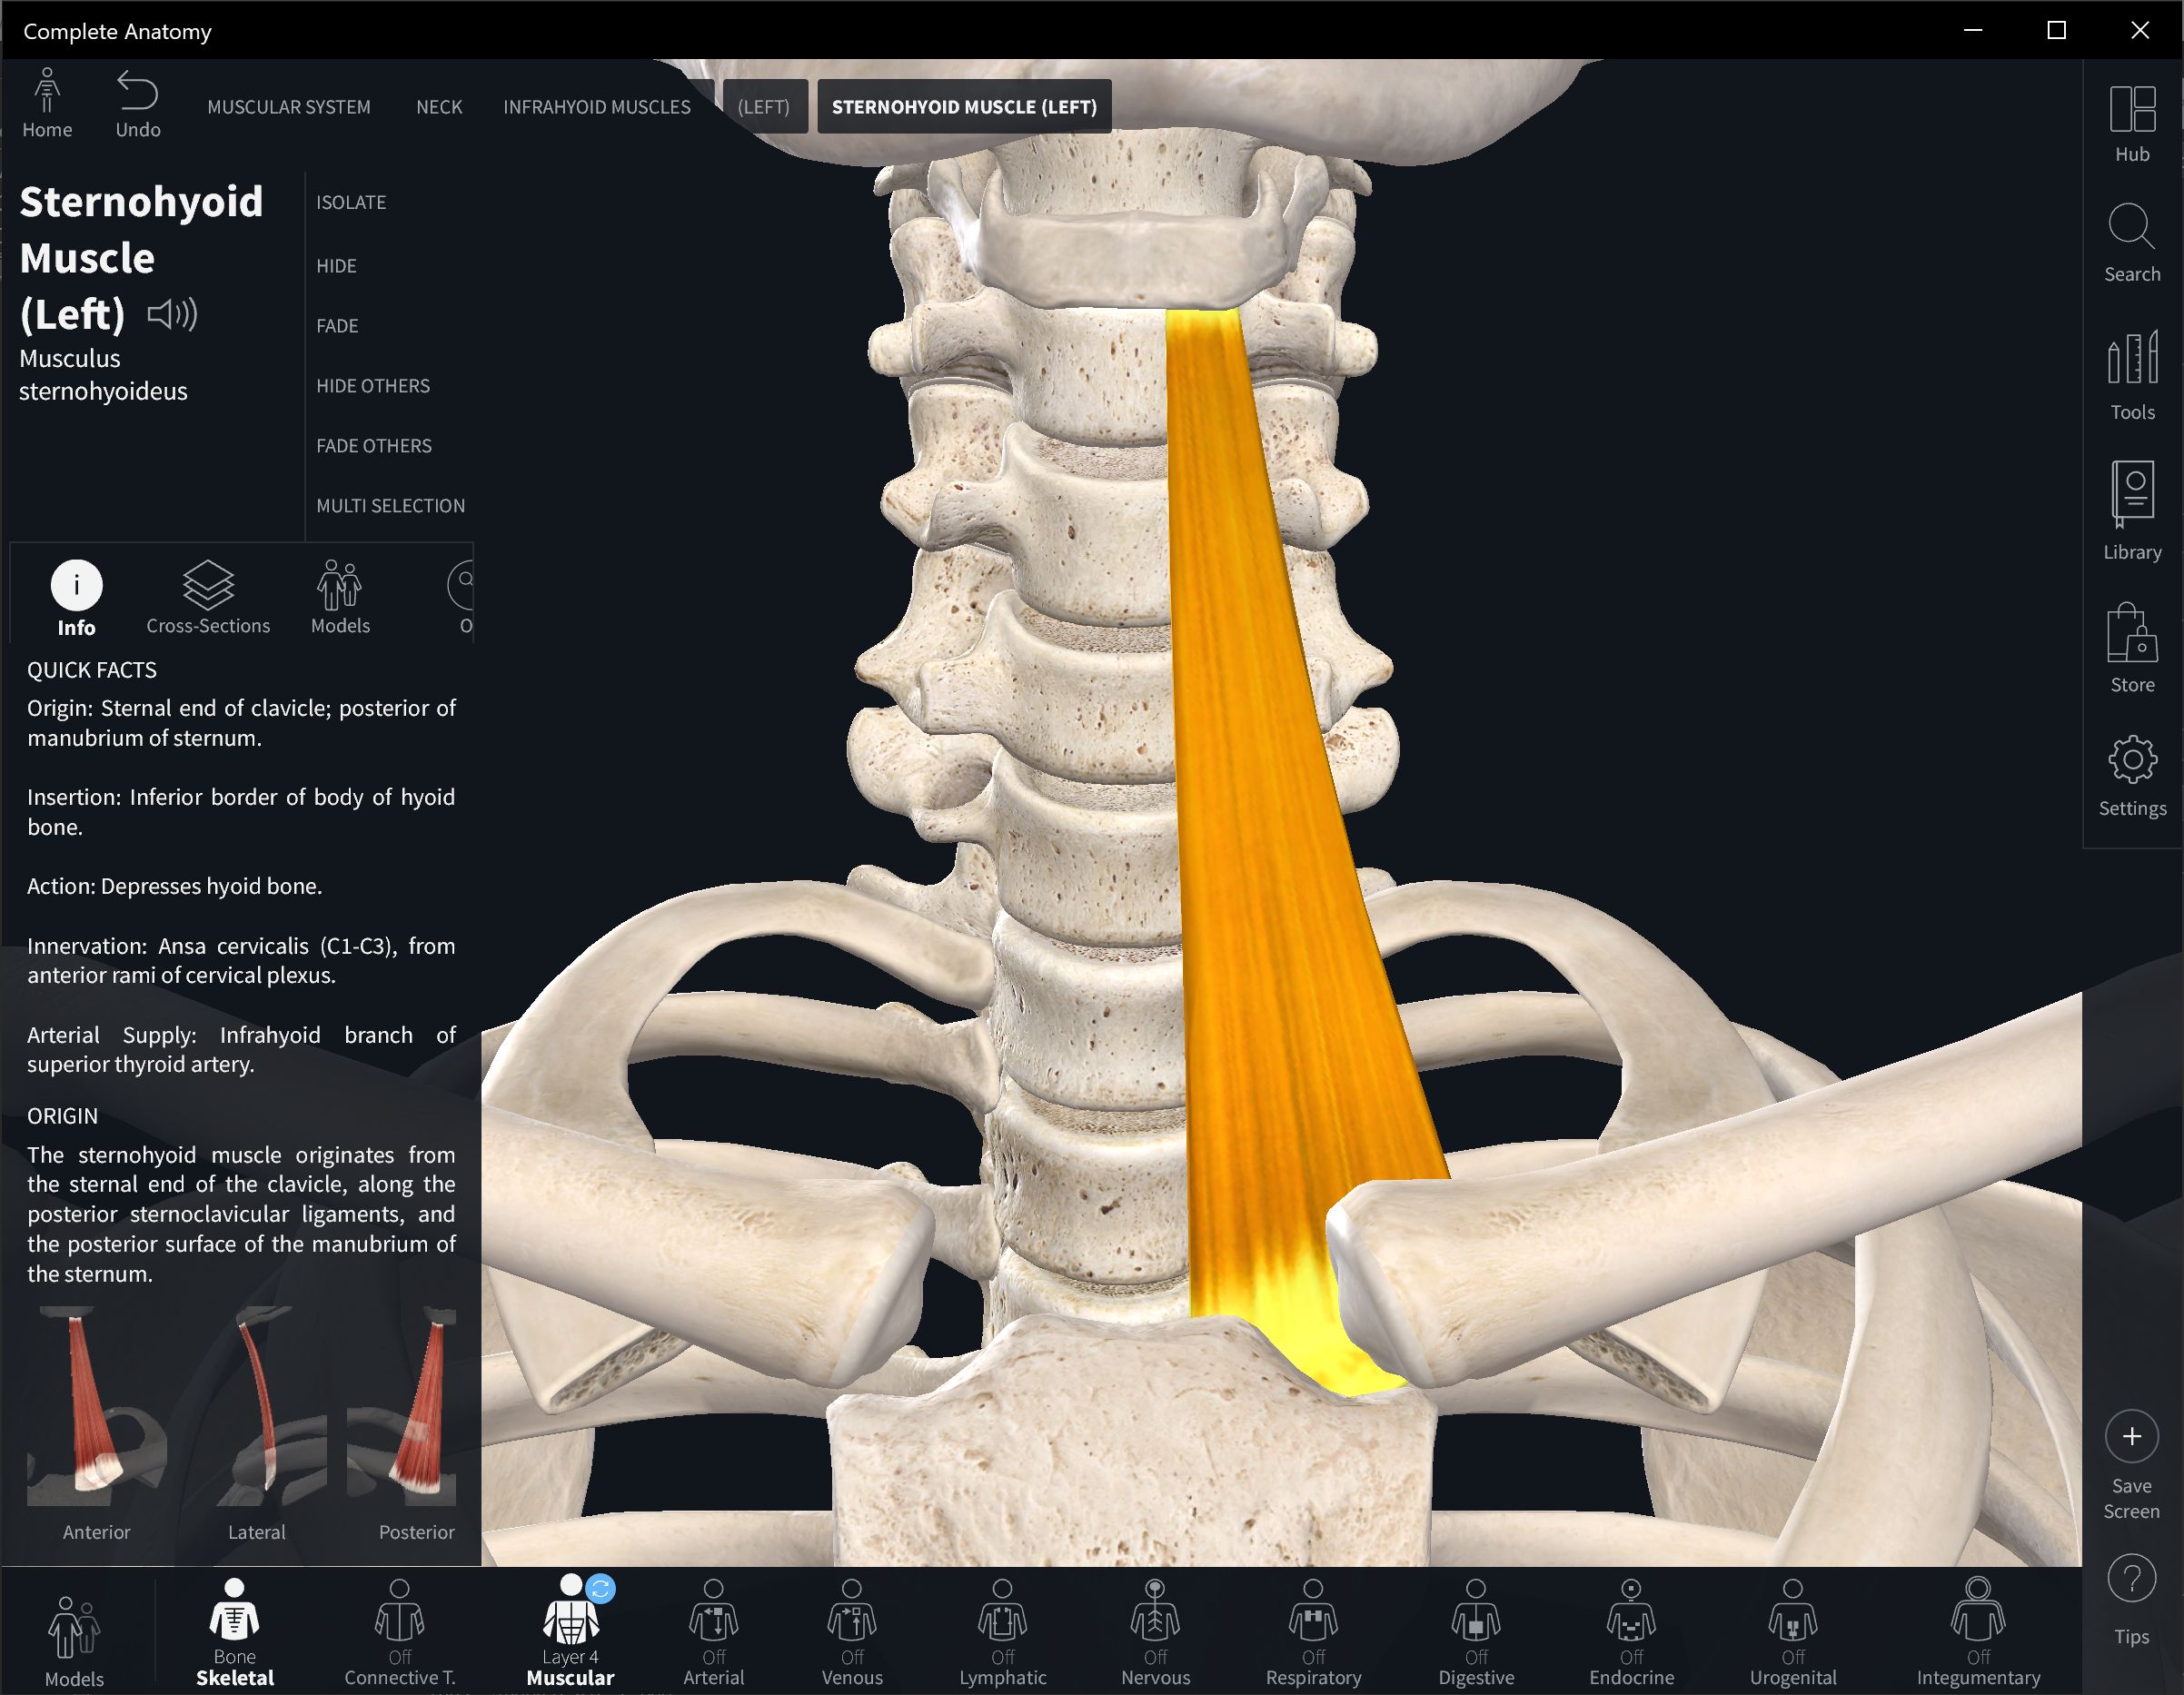 Complete Anatomy
Home
Undo
MUSCULAR SYSTEM
NECK
INFRAHYOID MUSCLES
(LEFT)
STERNOHYOID MUSCLE (LEFT)
Sternohyoid
Muscle
(Left)
Musculus
sternohyoideus
ISOLATE
HIDE
FADE
HIDE OTHERS
FADE OTHERS
MULTI SELECTION
i
Info
Cross-Sections
Models
O
QUICK FACTS
Origin: Sternal end of clavicle; posterior of
manubrium of sternum.
Insertion: Inferior border of body of hyoid
bone.
Action: Depresses hyoid bone.
Innervation: Ansa cervicalis (C1-C3), from
anterior rami of cervical plexus.
Arterial Supply: Infrahyoid branch of
superior thyroid artery.
ORIGIN
The sternohyoid muscle originates from
the sternal end of the clavicle, along the
posterior sternoclavicular ligaments, and
the posterior surface of the manubrium of
the sternum.
Anterior
Lateral
Posterior
Hub
Search
Tools
Library
Store
Settings
Save
Screen
?
Tips
Models
Bone
Skeletal
Off
Connective T.
Layer 4
Muscular
Off
Arterial
Off
Venous
Off
Lymphatic
Off
Nervous
Off
Respiratory
Off
Digestive
Off
Endocrine
Off
Urogenital
Off
Integumentary